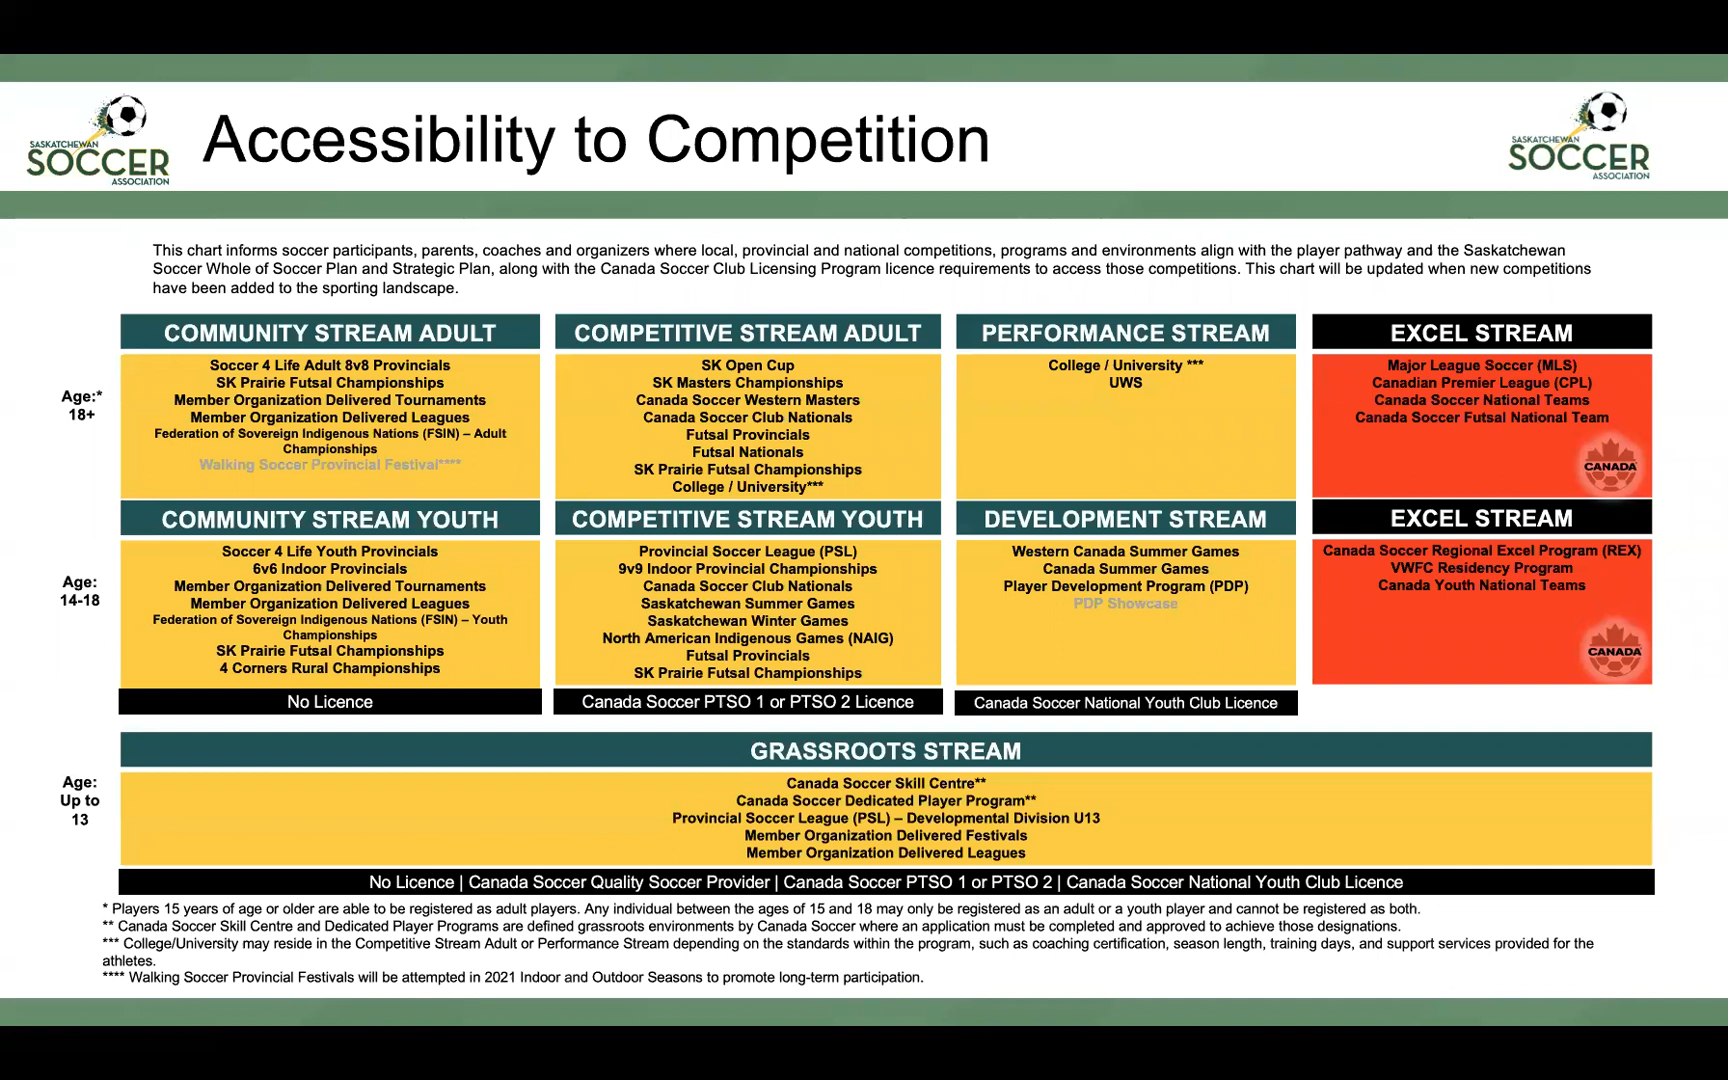 SASKATCHEWAN
SOCCER
ASSOCIATION
Accessibility to Competition
SASKATCHEWAN
SOCCER
ASSOCIATION
This chart informs soccer participants, parents, coaches and organizers where local, provincial and national competitions, programs and environments align with the player pathway and the Saskatchewan
Soccer Whole of Soccer Plan and Strategic Plan, along with the Canada Soccer Club Licensing Program licence requirements to access those competitions. This chart will be updated when new competitions
have been added to the sporting landscape.
Age:*
18+
COMMUNITY STREAM ADULT
Soccer 4 Life Adult 8v8 Provincials
SK Prairie Futsal Championships
Member Organization Delivered Tournaments
Member Organization Delivered Leagues
Federation of Sovereign Indigenous Nations (FSIN) – Adult
Championships
Walking Soccer Provincial Festival****
COMPETITIVE STREAM ADULT
SK Open Cup
SK Masters Championships
Canada Soccer Western Masters
Canada Soccer Club Nationals
Futsal Provincials
Futsal Nationals
SK Prairie Futsal Championships
College / University***
PERFORMANCE STREAM
College / University ***
UWS
EXCEL STREAM
Major League Soccer (MLS)
Canadian Premier League (CPL)
Canada Soccer National Teams
Canada Soccer Futsal National Team
CANADA
Age:
14-18
COMMUNITY STREAM YOUTH
Soccer 4 Life Youth Provincials
6v6 Indoor Provincials
Member Organization Delivered Tournaments
Member Organization Delivered Leagues
Federation of Sovereign Indigenous Nations (FSIN) – Youth
Championships
SK Prairie Futsal Championships
4 Corners Rural Championships
No Licence
COMPETITIVE STREAM YOUTH
Provincial Soccer League (PSL)
9v9 Indoor Provincial Championships
Canada Soccer Club Nationals
Saskatchewan Summer Games
Saskatchewan Winter Games
North American Indigenous Games (NAIG)
Futsal Provincials
SK Prairie Futsal Championships
Canada Soccer PTSO 1 or PTSO 2 Licence
DEVELOPMENT STREAM
Western Canada Summer Games
Canada Summer Games
Player Development Program (PDP)
PDP Showcase
Canada Soccer National Youth Club Licence
EXCEL STREAM
Canada Soccer Regional Excel Program (REX)
VWFC Residency Program
Canada Youth National Teams
CANADA
Age:
Up to
13
GRASSROOTS STREAM
Canada Soccer Skill Centre**
Canada Soccer Dedicated Player Program**
Provincial Soccer League (PSL) – Developmental Division U13
Member Organization Delivered Festivals
Member Organization Delivered Leagues
No Licence | Canada Soccer Quality Soccer Provider | Canada Soccer PTSO 1 or PTSO 2 | Canada Soccer National Youth Club Licence
* Players 15 years of age or older are able to be registered as adult players. Any individual between the ages of 15 and 18 may only be registered as an adult or a youth player and cannot be registered as both.
** Canada Soccer Skill Centre and Dedicated Player Programs are defined grassroots environments by Canada Soccer where an application must be completed and approved to achieve those designations.
*** College/University may reside in the Competitive Stream Adult or Performance Stream depending on the standards within the program, such as coaching certification, season length, training days, and support services provided for the
athletes.
**** Walking Soccer Provincial Festivals will be attempted in 2021 Indoor and Outdoor Seasons to promote long-term participation.